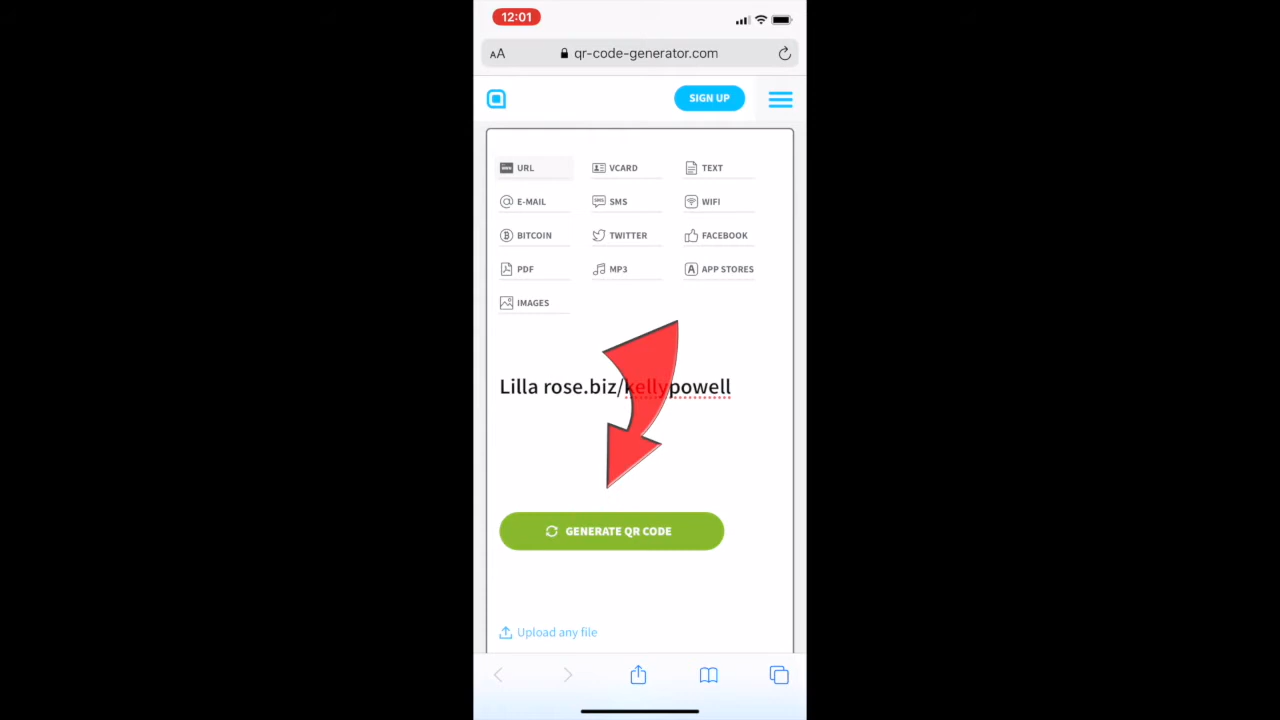 12:01
AA qr-code-generator.com
SIGN UP
URL VCARD TEXT
E-MAIL SMS WIFI
BITCOIN TWITTER FACEBOOK
PDF MP3 APP STORES
IMAGES
Lilla rose.biz/kellypowell
GENERATE QR CODE
Upload any file